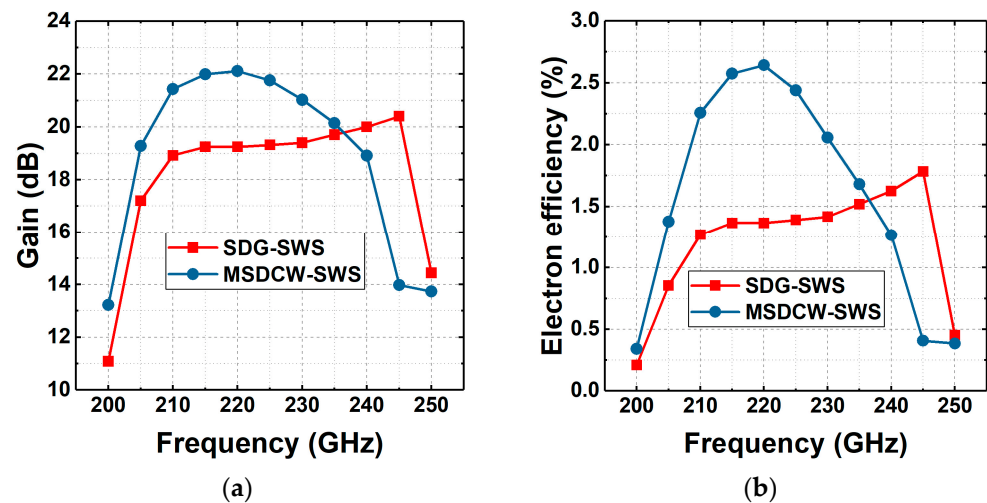 24
22
20
18
16
14
12
10
Gain (dB)
SDG-SWS
MSDCW-SWS
200 210 220 230 240 250
Frequency (GHz)
(a)
3.0
2.5
2.0
1.5
1.0
0.5
0.0
Electron efficiency (%)
SDG-SWS
MSDCW-SWS
200 210 220 230 240 250
Frequency (GHz)
(b)